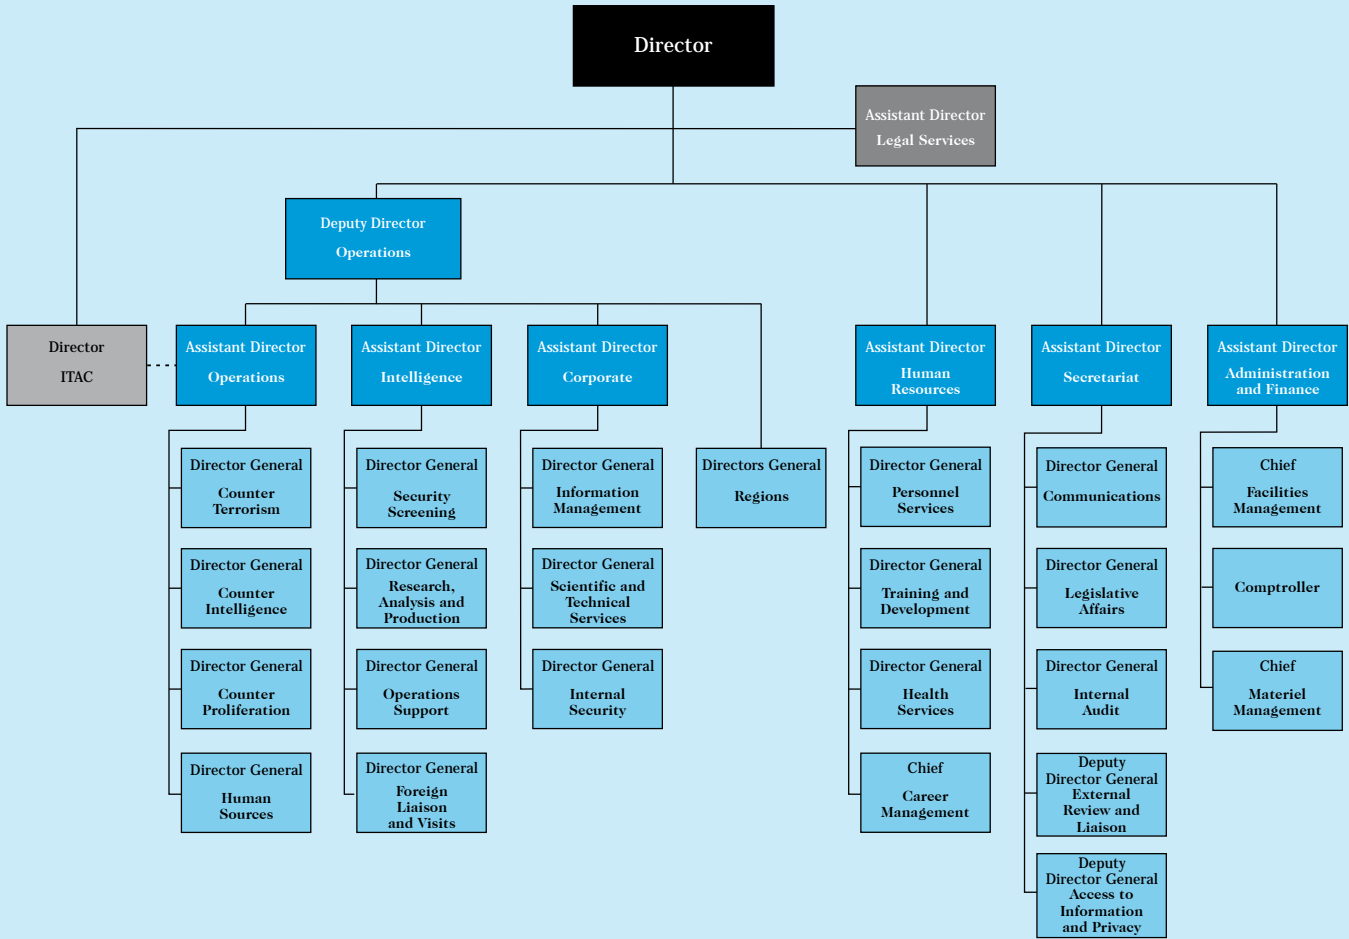 Director
Assistant Director
Legal Services
Deputy Director
Operations
Director
ITAC
Assistant Director
Operations
Assistant Director
Intelligence
Assistant Director
Corporate
Assistant Director
Human
Resources
Assistant Director
Secretariat
Assistant Director
Administration
and Finance
Director General
Counter
Terrorism
Director General
Security
Screening
Director General
Information
Management
Directors General
Regions
Director General
Personnel
Services
Director General
Communications
Chief
Facilities
Management
Director General
Counter
Intelligence
Director General
Research,
Analysis and
Production
Director General
Scientific and
Technical
Services
Director General
Training and
Development
Director General
Legislative
Affairs
Comptroller
Director General
Counter
Proliferation
Director General
Operations
Support
Director General
Internal
Security
Director General
Health
Services
Director General
Internal
Audit
Chief
Materiel
Management
Director General
Human
Sources
Director General
Foreign
Liaison
and Visits
Chief
Career
Management
Deputy
Director General
External
Review and
Liaison
Deputy
Director General
Access to
Information
and Privacy